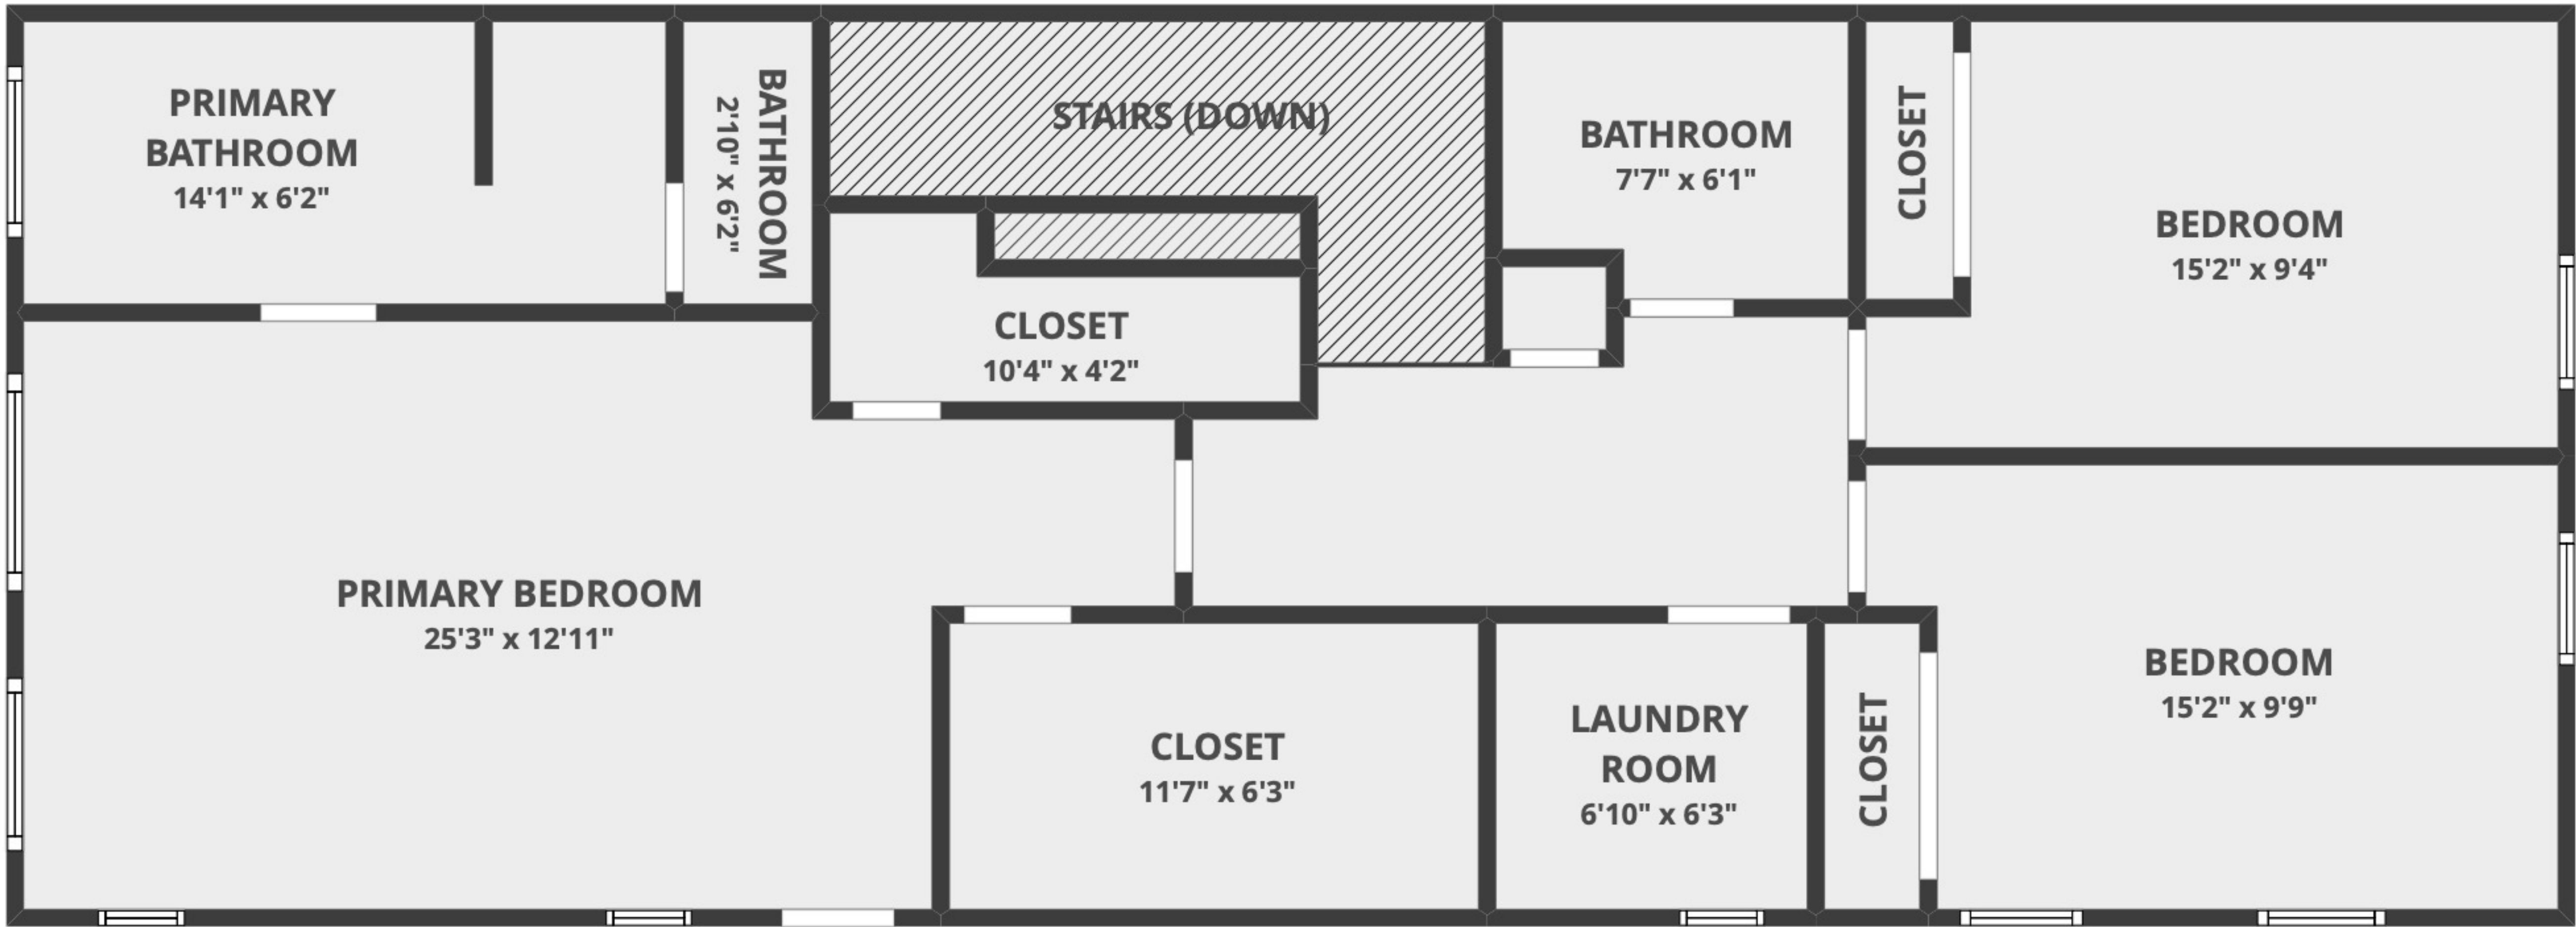 PRIMARY
BATHROOM
14'1" x 6'2"
BATHROOM
2'10" x 6'2"
STAIRS (DOWN)
BATHROOM
7'7" x 6'1"
CLOSET
BEDROOM
15'2" x 9'4"
CLOSET
10'4" x 4'2"
PRIMARY BEDROOM
25'3" x 12'11"
CLOSET
11'7" x 6'3"
LAUNDRY
ROOM
6'10" x 6'3"
CLOSET
BEDROOM
15'2" x 9'9"